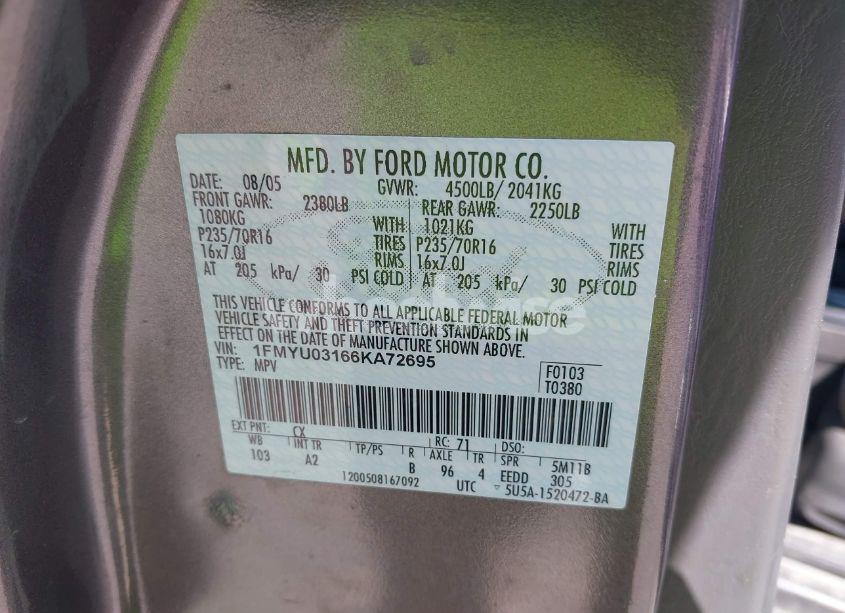 MFD. BY FORD MOTOR CO.
DATE: 08/05 GVWR: 4500LB/ 2041KG
FRONT GAWR: 2380LB REAR GAWR: 2250LB
1080KG WITH 1021KG WITH
P235/70R16 TIRES P235/70R16 TIRES
16x7.0J RIMS 16x7.0J RIMS
AT 205 kPa/ 30 PSI COLD AT 205 kPa/ 30 PSI COLD
THIS VEHICLE CONFORMS TO ALL APPLICABLE FEDERAL MOTOR
VEHICLE SAFETY AND THEFT PREVENTION STANDARDS IN
EFFECT ON THE DATE OF MANUFACTURE SHOWN ABOVE.
VIN: 1FMYU03166KA72695
TYPE: MPV
F0103
T0380
EXT PNT: CX RC: 71 DSO:
WB INT TR TP/PS R AXLE TR SPR 5M11B
103 A2 B 96 4 EEDD 305
1200508167092 UTC 5U5A-1520472-BA